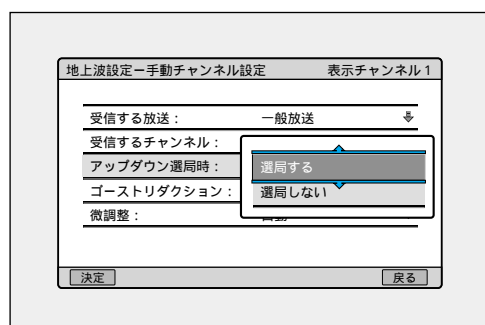 地上波設定ー手動チャンネル設定 表示チャンネル 1
受信する放送： 一般放送
受信するチャンネル：
アップダウン選局時： 選局する
ゴーストリダクション： 選局しない
微調整：
決定 戻る